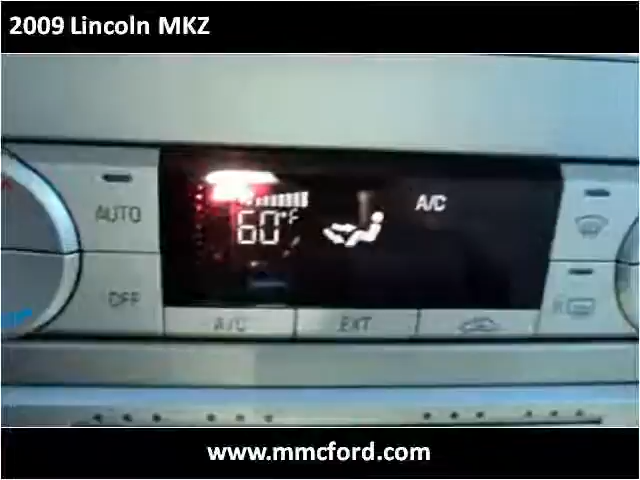 2009 Lincoln MKZ
A/C
60°F
AUTO
OFF
A/C
EXT
R
www.mmcford.com